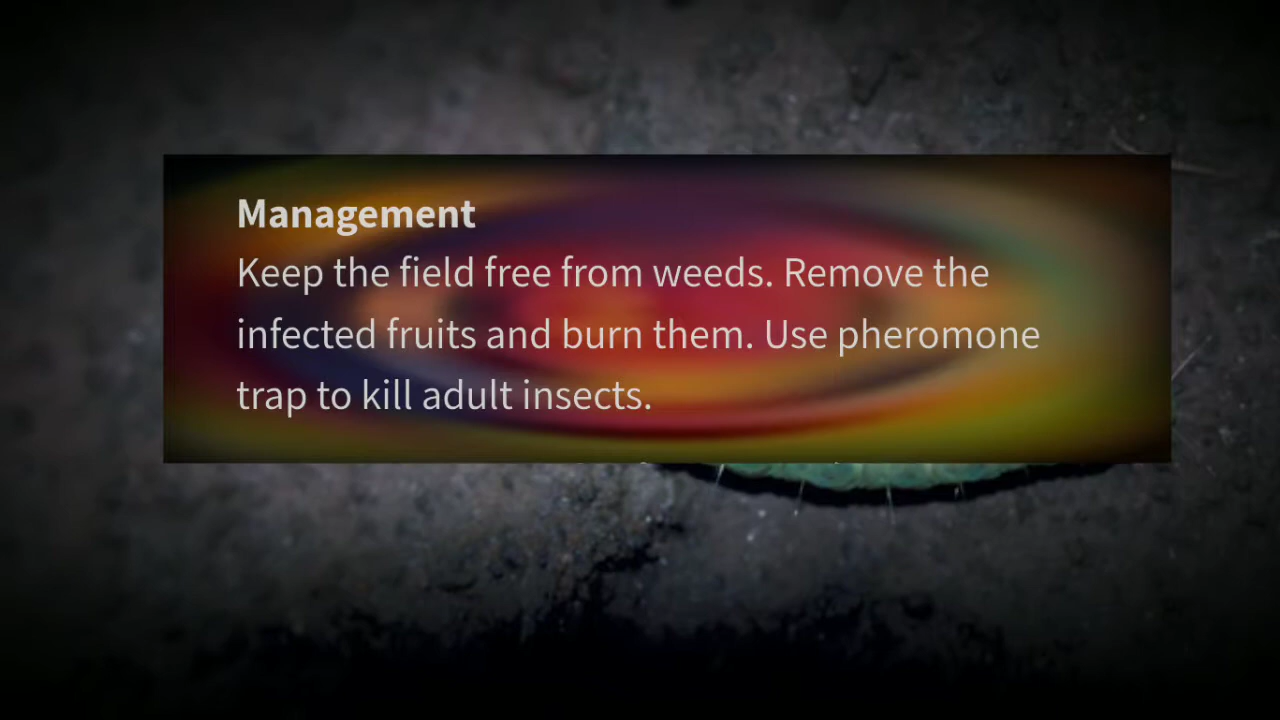 Management
Keep the field free from weeds. Remove the
infected fruits and burn them. Use pheromone
trap to kill adult insects.